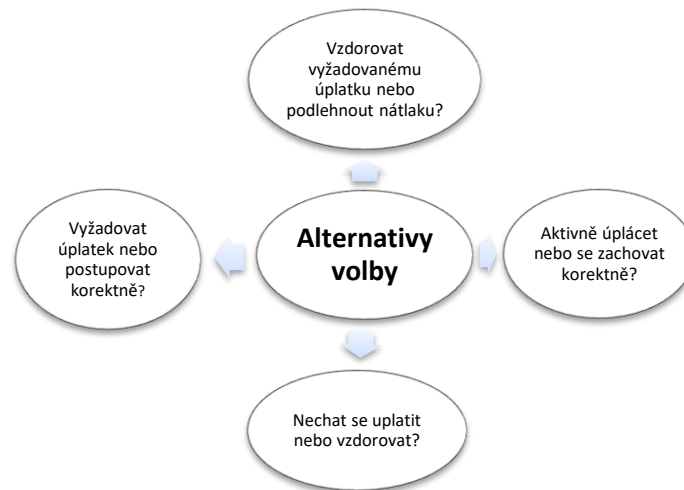 Vzdorovat
vyžadovanému
úplatku nebo
podlehnout nátlaku?
Vyžadovat
úplatek nebo
postupovat
korektně?
Alternativy
volby
Aktivně úplácet
nebo se zachovat
korektně?
Nechat se uplatit
nebo vzdorovat?